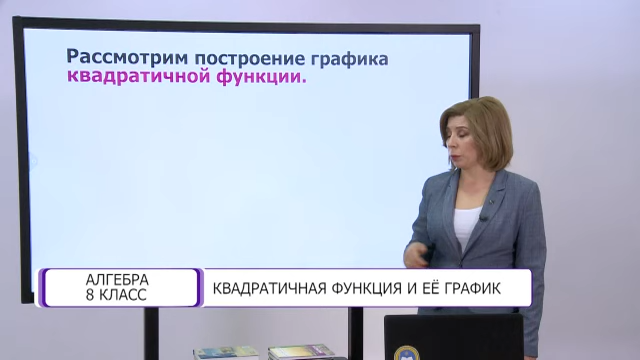 Рассмотрим построение графика
квадратичной функции.
АЛГЕБРА
8 КЛАСС
КВАДРАТИЧНАЯ ФУНКЦИЯ И ЕЁ ГРАФИК